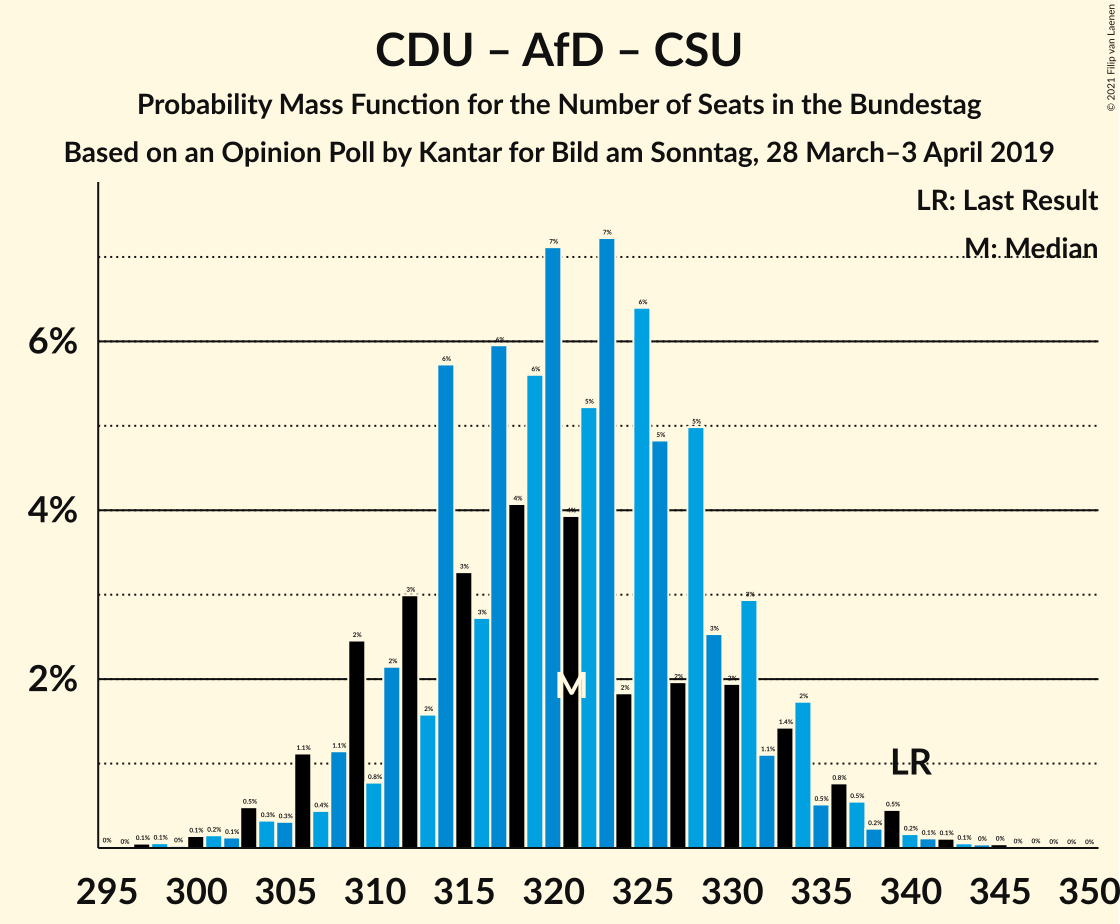 CDU – AfD – CSU
Probability Mass Function for the Number of Seats in the Bundestag
Based on an Opinion Poll by Kantar for Bild am Sonntag, 28 March–3 April 2019
© 2021 Filip van Laenen
LR: Last Result
M: Median
6%
4%
2%
0% 0% 0.1% 0.1% 0% 0.1% 0.2% 0.1% 0.5% 0.3% 0.3% 1.1% 0.4% 1.1% 2% 0.8% 2% 3% 2% 6% 3% 3% 6% 4% 6% 7% 4% 5% 7% 2% 6% 5% 2% 5% 3% 2% 3% 1.1% 1.4% 2% 0.5% 0.8% 0.5% 0.2% 0.5% 0.2% 0.1% 0.1% 0.1% 0% 0% 0% 0% 0% 0% 0%
M
LR
295 300 305 310 315 320 325 330 335 340 345 350